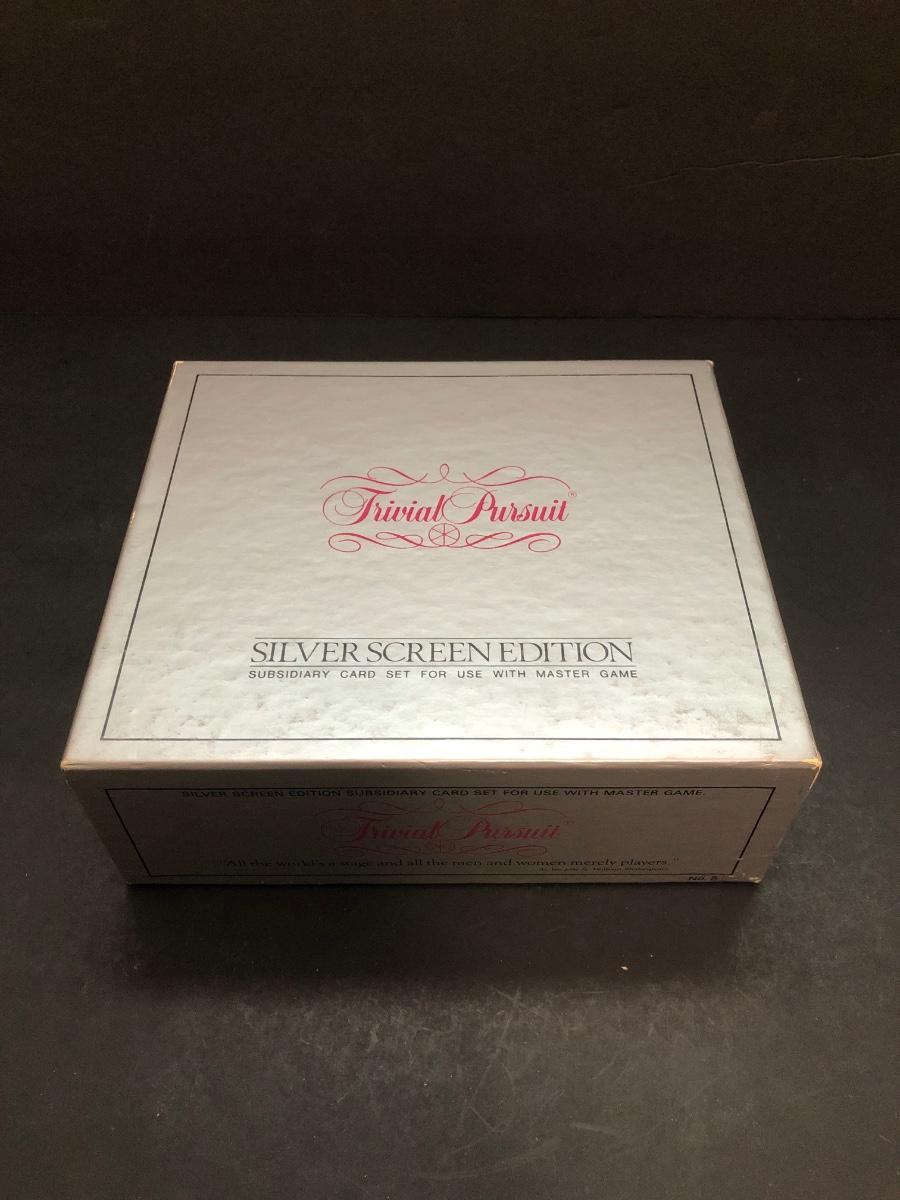 Trivial Pursuit®
SILVER SCREEN EDITION
SUBSIDIARY CARD SET FOR USE WITH MASTER GAME
SILVER SCREEN EDITION SUBSIDIARY CARD SET FOR USE WITH MASTER GAME.
Trivial Pursuit
"All the world's a stage and all the men and women merely players."
William Shakespeare